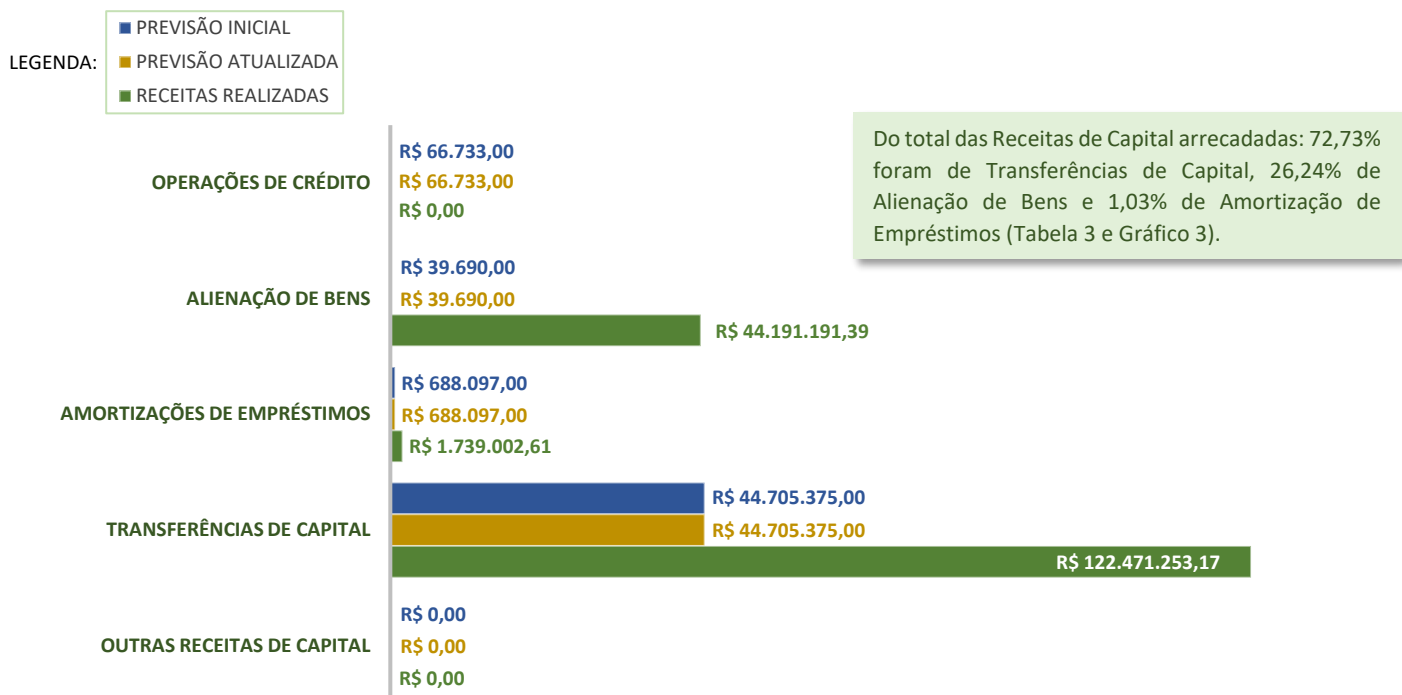 LEGENDA:
PREVISÃO INICIAL
PREVISÃO ATUALIZADA
RECEITAS REALIZADAS
Do total das Receitas de Capital arrecadadas: 72,73%
foram de Transferências de Capital, 26,24% de
Alienação de Bens e 1,03% de Amortização de
Empréstimos (Tabela 3 e Gráfico 3).
OPERAÇÕES DE CRÉDITO
R$ 66.733,00
R$ 66.733,00
R$ 0,00
ALIENAÇÃO DE BENS
R$ 39.690,00
R$ 39.690,00
R$ 44.191.191,39
AMORTIZAÇÕES DE EMPRÉSTIMOS
R$ 688.097,00
R$ 688.097,00
R$ 1.739.002,61
TRANSFERÊNCIAS DE CAPITAL
R$ 44.705.375,00
R$ 44.705.375,00
R$ 122.471.253,17
OUTRAS RECEITAS DE CAPITAL
R$ 0,00
R$ 0,00
R$ 0,00